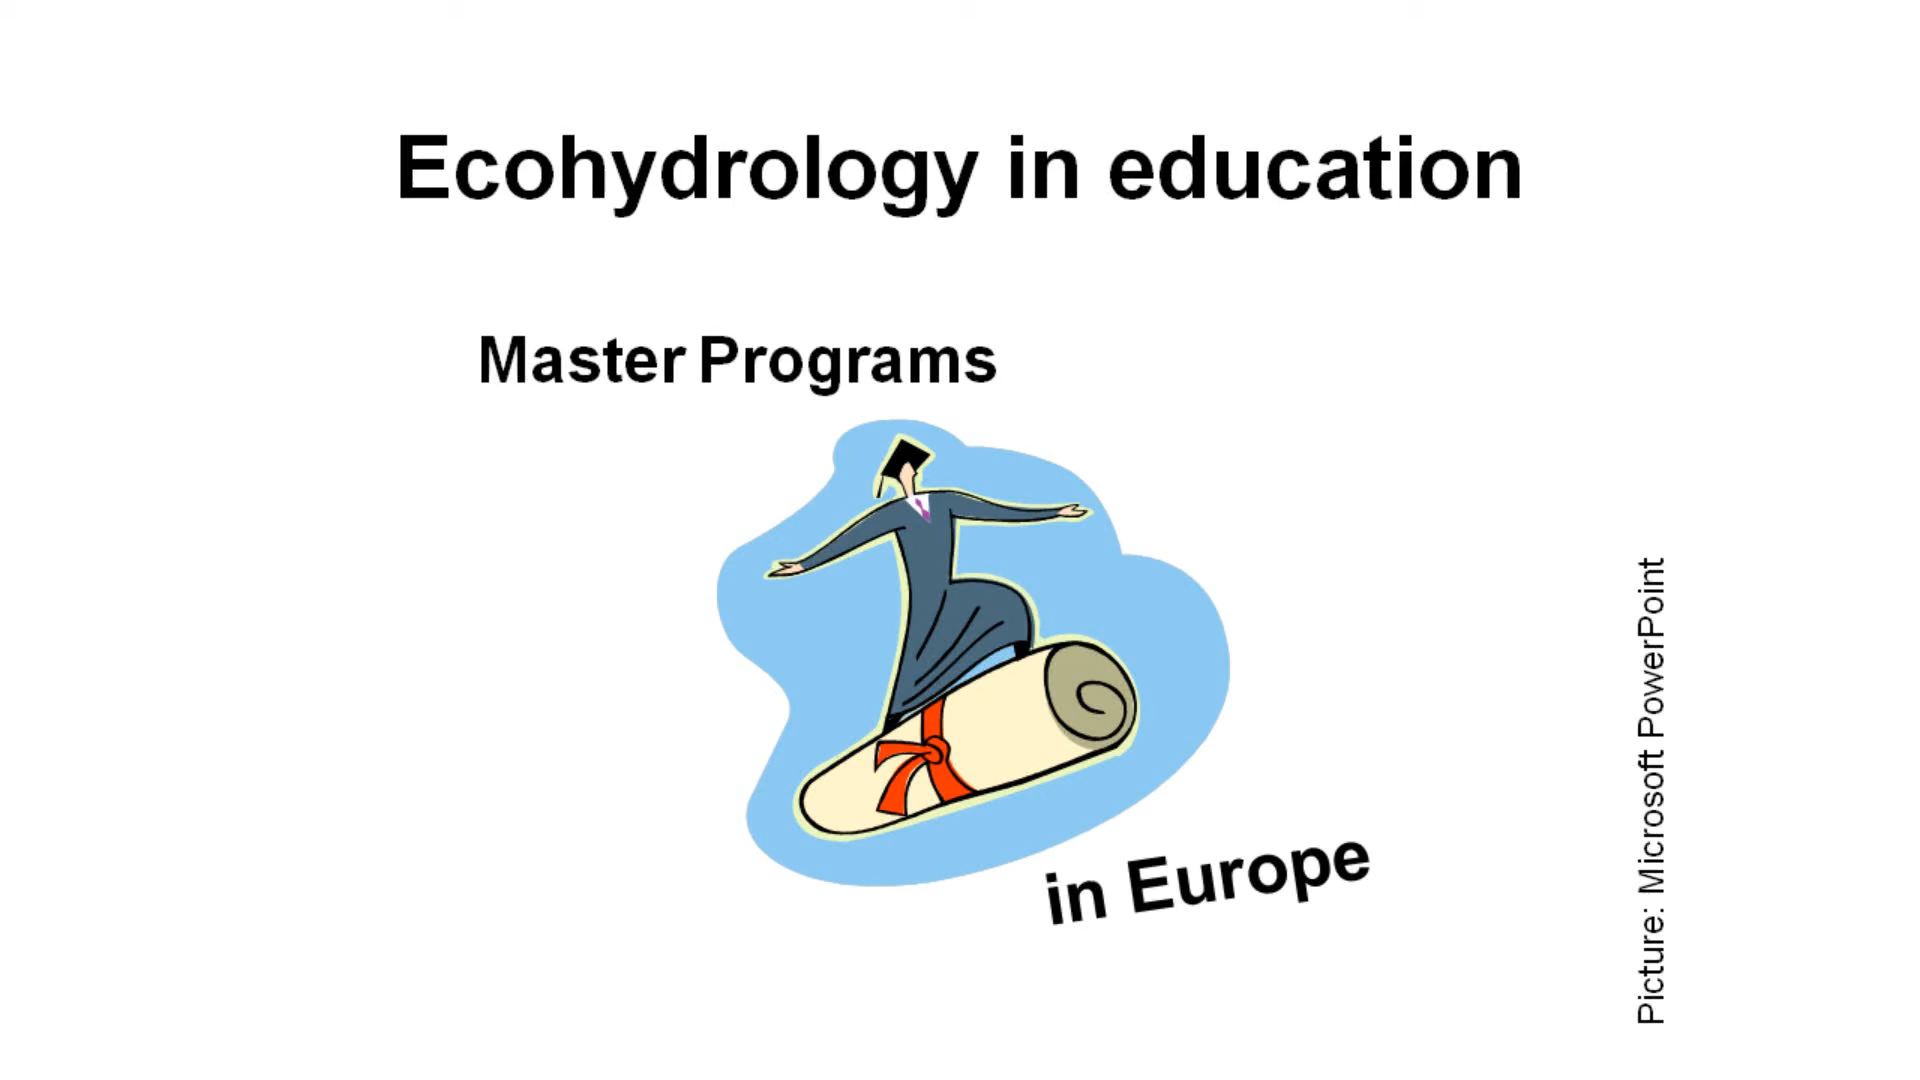 Ecohydrology in education
Master Programs
in Europe
Picture: Microsoft PowerPoint